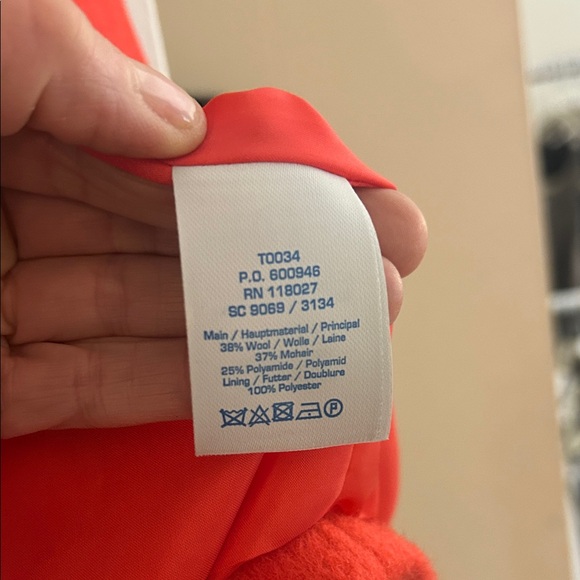 T0034
P.O. 600946
RN 118027
SC 9069 / 3134
Main / Hauptmaterial / Principal
38% Wool / Wolle / Laine
37% Mohair
25% Polyamide / Polyamid
Lining / Futter / Doublure
100% Polyester
P